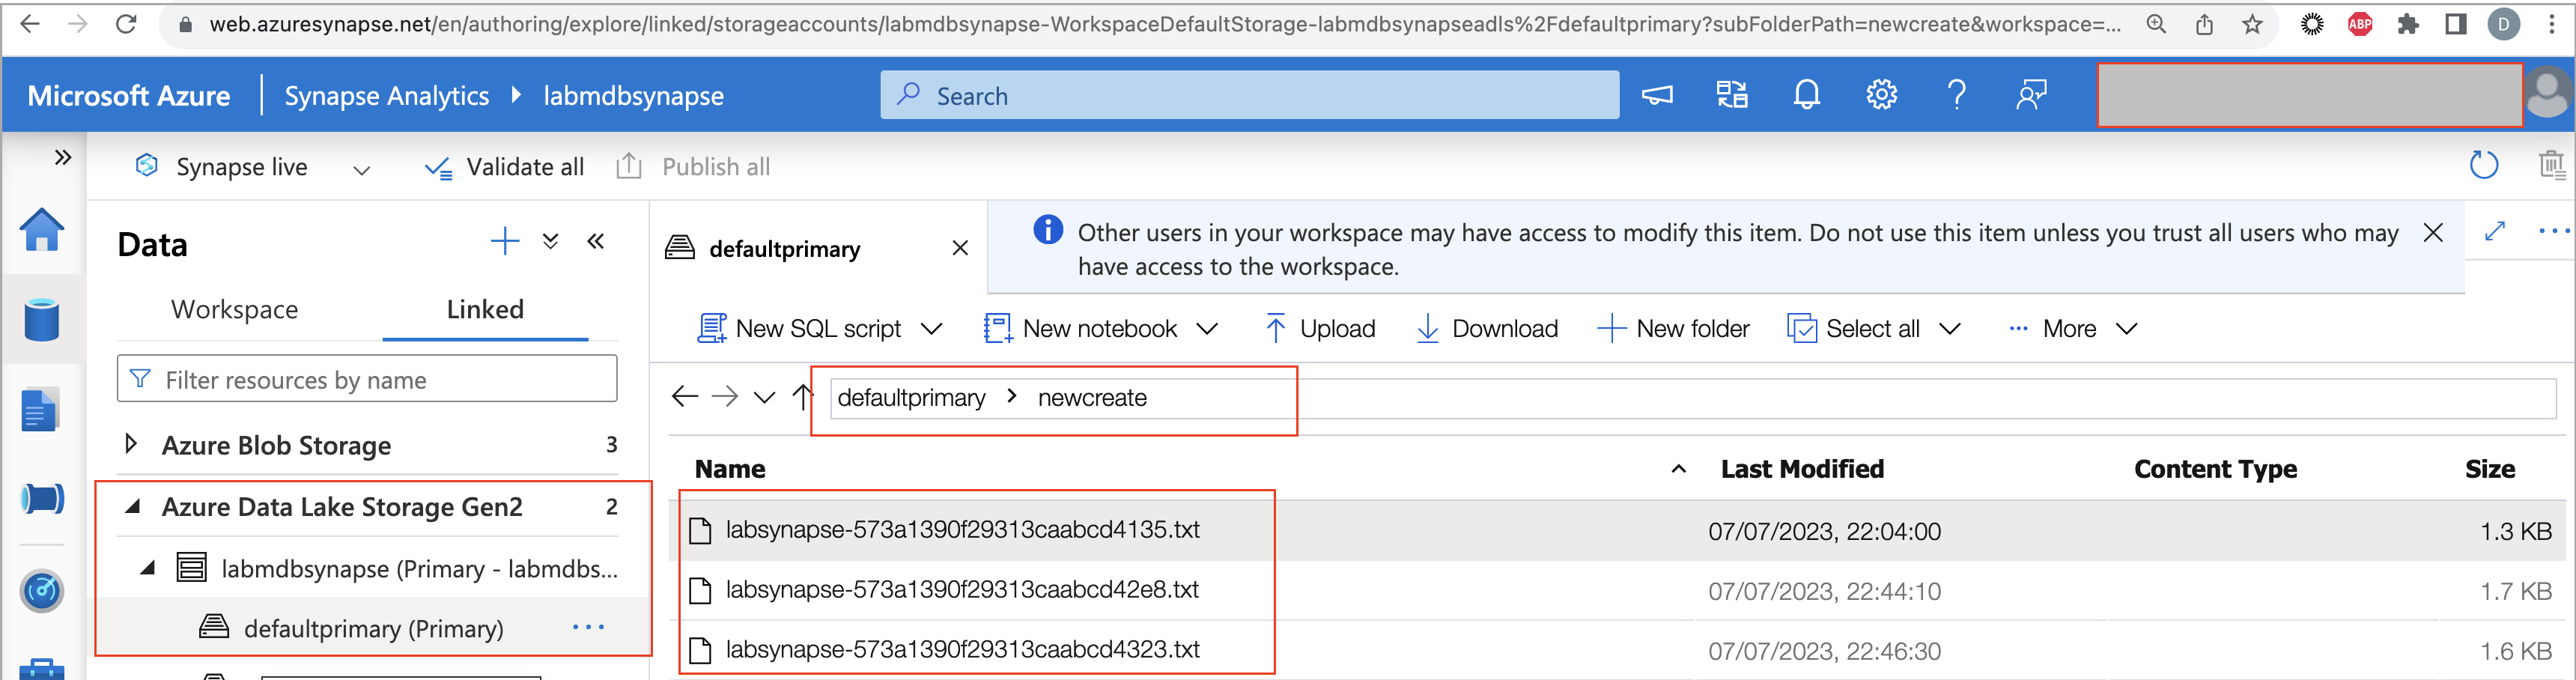 web.azuresynapse.net/en/authoring/explore/linked/storageaccounts/labmdbsynapse-WorkspaceDefaultStorage-labmdbsynapseadls%2Fdefaultprimary?subFolderPath=newcreate&workspace=...
ABP
D
Microsoft Azure
Synapse Analytics
labmdbsynapse
Search
Synapse live
Validate all
Publish all
Data
Workspace
Linked
Filter resources by name
Azure Blob Storage 3
Azure Data Lake Storage Gen2 2
labmdbsynapse (Primary - labmdbs...
defaultprimary (Primary)
defaultprimary
Other users in your workspace may have access to modify this item. Do not use this item unless you trust all users who may
have access to the workspace.
New SQL script
New notebook
Upload
Download
New folder
Select all
More
defaultprimary > newcreate
Name Last Modified Content Type Size
labsynapse-573a1390f29313caabcd4135.txt 07/07/2023, 22:04:00 1.3 KB
labsynapse-573a1390f29313caabcd42e8.txt 07/07/2023, 22:44:10 1.7 KB
labsynapse-573a1390f29313caabcd4323.txt 07/07/2023, 22:46:30 1.6 KB